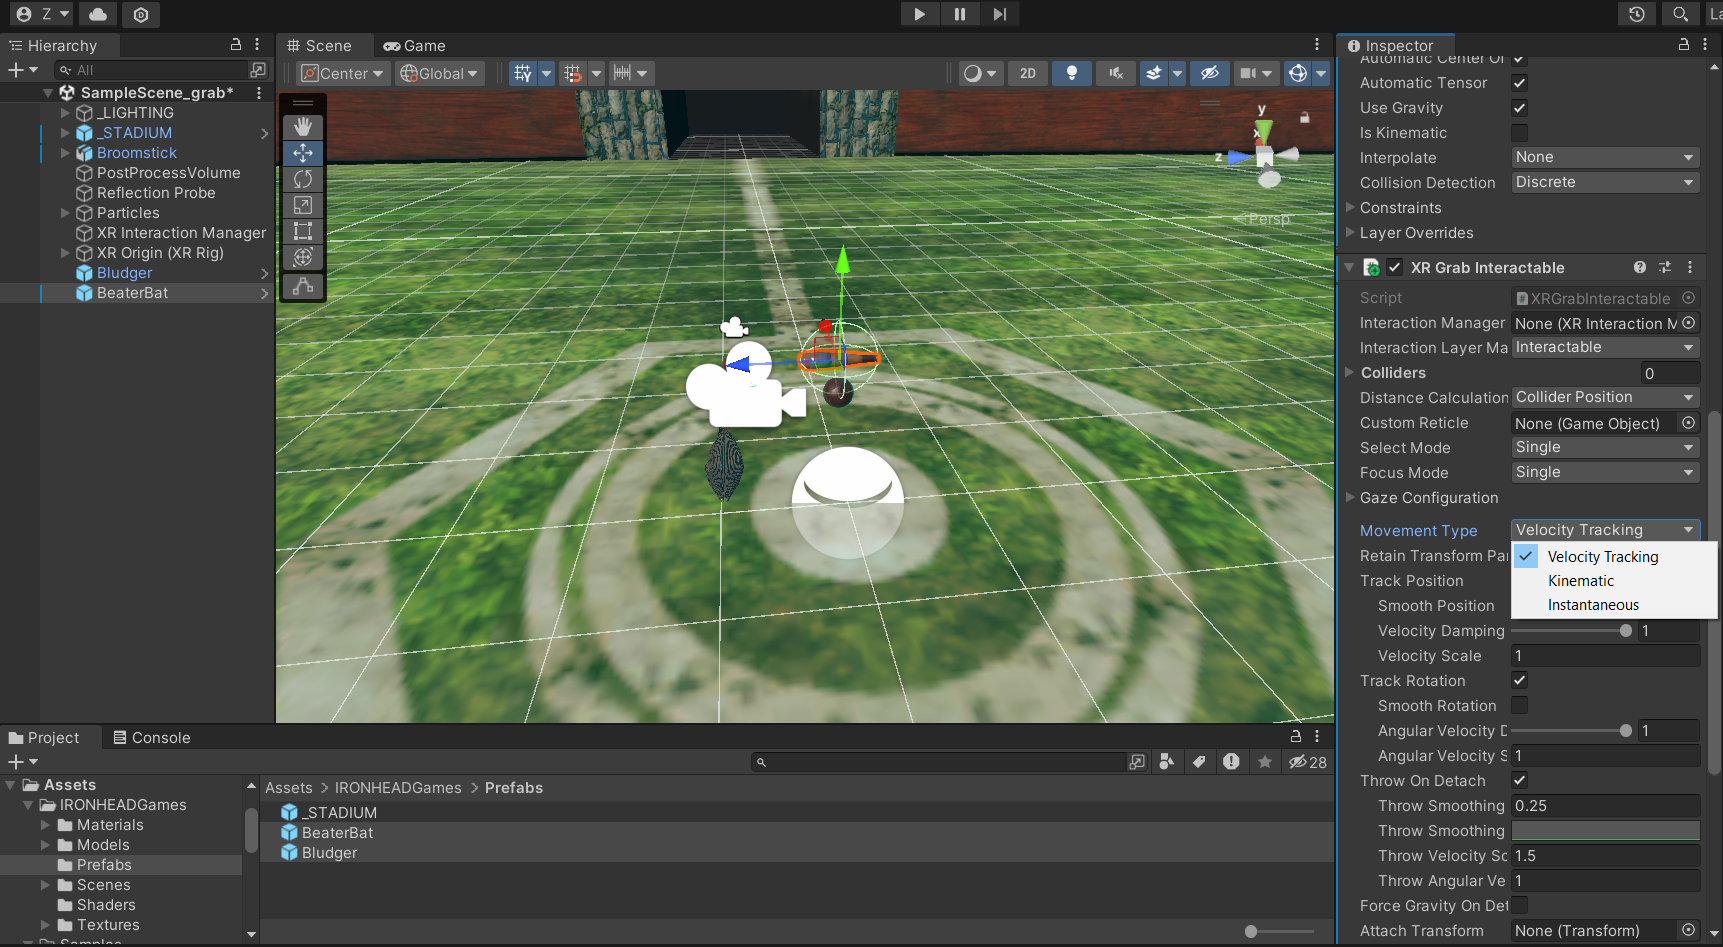 Z
La
Hierarchy
All
SampleScene_grab*
_LIGHTING
_STADIUM
Broomstick
PostProcessVolume
Reflection Probe
Particles
XR Interaction Manager
XR Origin (XR Rig)
Bludger
BeaterBat
Scene
Game
Center
Global
2D
y
x
z
Persp
Inspector
Automatic Center Of
Automatic Tensor
Use Gravity
Is Kinematic
Interpolate None
Collision Detection Discrete
Constraints
Layer Overrides
XR Grab Interactable
Script XRGrabInteractable
Interaction Manager None (XR Interaction M
Interaction Layer Ma Interactable
Colliders 0
Distance Calculation Collider Position
Custom Reticle None (Game Object)
Select Mode Single
Focus Mode Single
Gaze Configuration
Movement Type Velocity Tracking
Retain Transform Pa
Velocity Tracking
Kinematic
Instantaneous
Track Position
Smooth Position
Velocity Damping 1
Velocity Scale 1
Track Rotation
Smooth Rotation
Angular Velocity D 1
Angular Velocity S 1
Throw On Detach
Throw Smoothing 0.25
Throw Smoothing
Throw Velocity Sc 1.5
Throw Angular Ve 1
Force Gravity On Det
Attach Transform None (Transform)
Project
Console
28
Assets
IRONHEADGames
Materials
Models
Prefabs
Scenes
Shaders
Textures
Samples
Assets > IRONHEADGames > Prefabs
_STADIUM
BeaterBat
Bludger